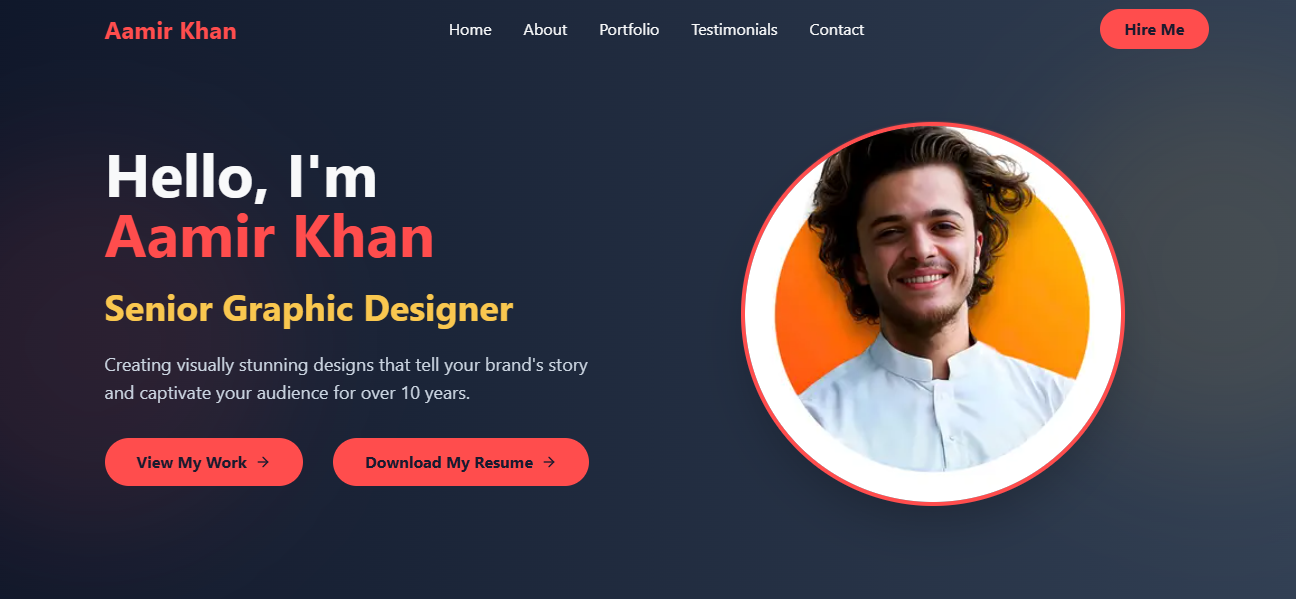 Aamir Khan
Home
About
Portfolio
Testimonials
Contact
Hire Me
Hello, I'm
Aamir Khan
Senior Graphic Designer
Creating visually stunning designs that tell your brand's story
and captivate your audience for over 10 years.
View My Work →
Download My Resume →